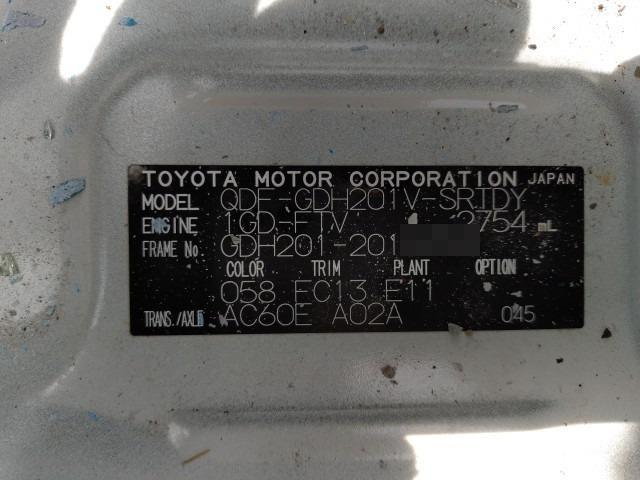 TOYOTA MOTOR CORPORATION JAPAN
MODEL QDF-GDH201V-SRTDY
ENGINE 1GD-FTV 2754 mL
FRAME No GDH201-201
COLOR TRIM PLANT OPTION
058 FC13 E11
TRANS./AXLE AC60E A02A 045